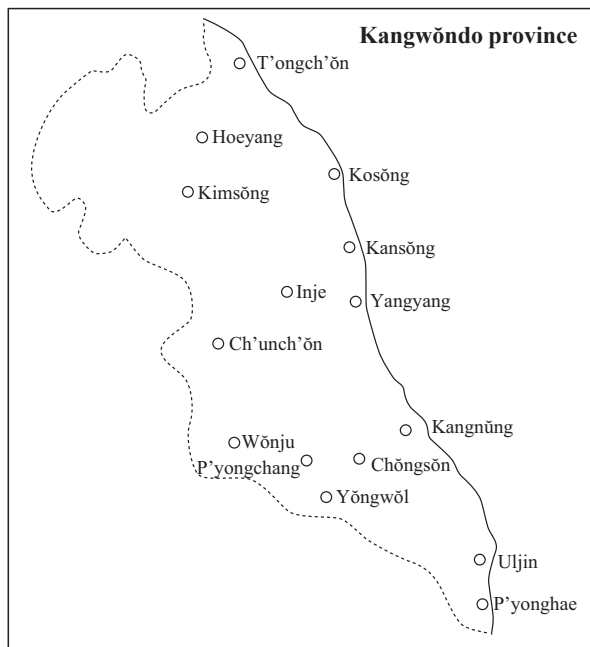 Kangwŏndo province
T'ongch'ŏn
Hoeyang
Kosŏng
Kimsŏng
Kansŏng
Inje
Yangyang
Ch'unch'ŏn
Kangnŭng
Wŏnju
P'yongchang
Chŏngsŏn
Yŏngwŏl
Uljin
P'yonghae